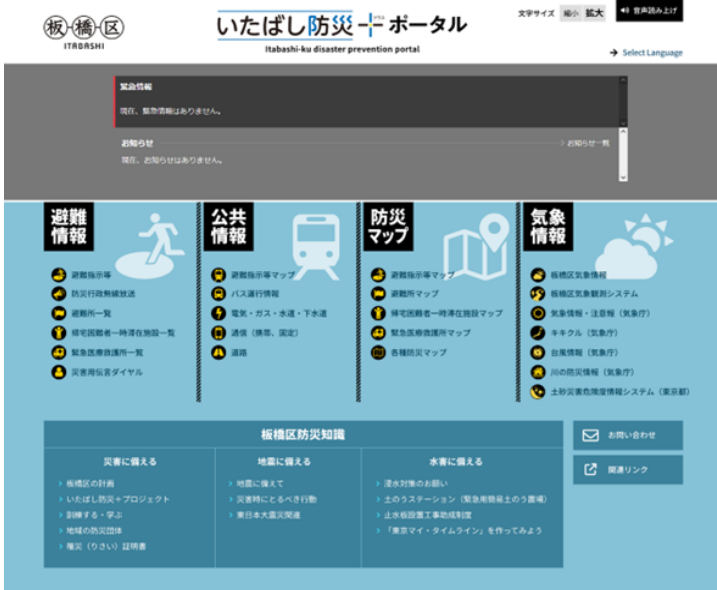 板橋区
ITABASHI
いたばし防災+ポータル
プラス
Itabashi-ku disaster prevention portal
文字サイズ 縮小 拡大 音声読み上げ
Select Language
緊急情報
現在、緊急情報はありません。
お知らせ
お知らせ一覧
現在、お知らせはありません。
避難情報
避難指示等
防災行政無線放送
避難所一覧
帰宅困難者一時滞在施設一覧
緊急医療救護所一覧
災害用伝言ダイヤル
公共情報
避難指示等マップ
バス運行情報
電気・ガス・水道・下水道
通信(携帯、固定)
道路
防災マップ
避難指示等マップ
避難所マップ
帰宅困難者一時滞在施設マップ
緊急医療救護所マップ
各種防災マップ
気象情報
板橋区気象情報
板橋区気象観測システム
気象情報・注意報(気象庁)
キキクル(気象庁)
台風情報(気象庁)
川の防災情報(気象庁)
土砂災害危険度情報システム(東京都)
板橋区防災知識
災害に備える
板橋区の計画
いたばし防災+プロジェクト
訓練する・学ぶ
地域の防災団体
罹災(りさい)証明書
地震に備える
地震に備えて
災害時にとるべき行動
東日本大震災関連
水害に備える
浸水対策のお願い
土のうステーション(緊急用簡易土のう置場)
止水板設置工事助成制度
「東京マイ・タイムライン」を作ってみよう
お問い合わせ
関連リンク